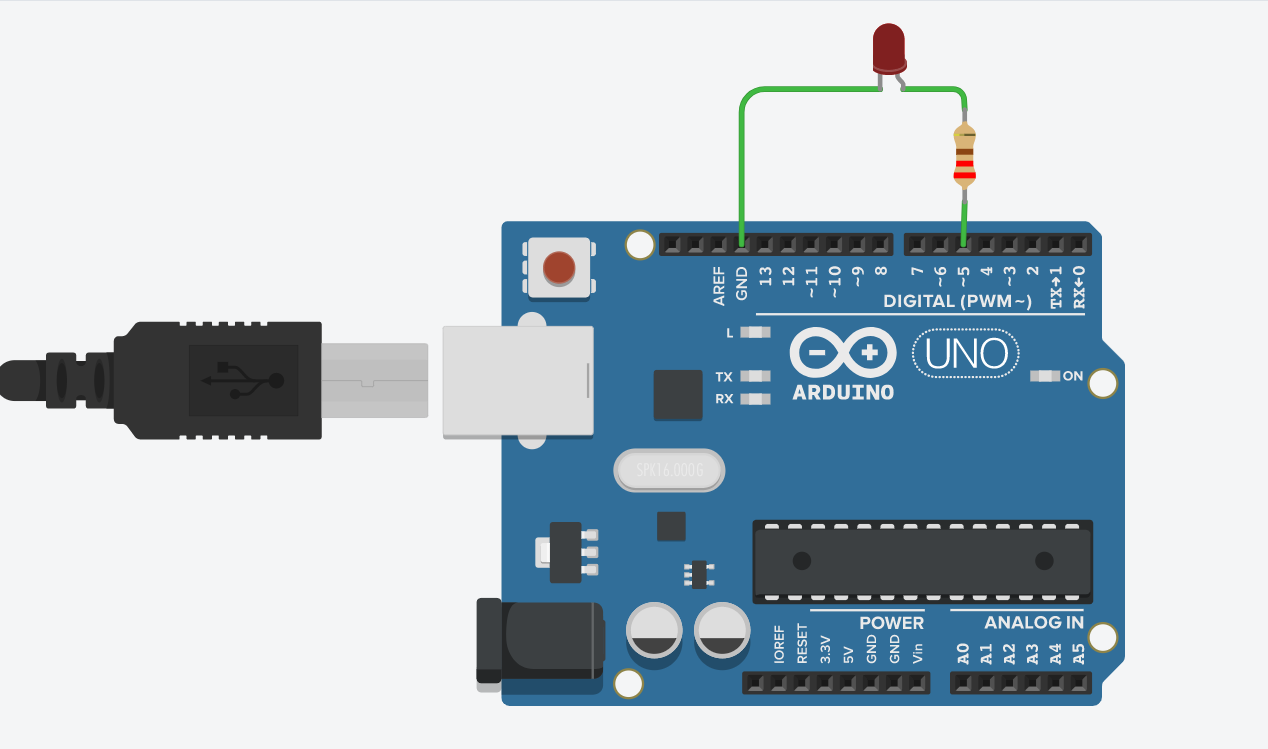 AREF
GND
13
12
~11
~10
~9
8
7
~6
~5
4
~3
2
TX→1
RX←0
DIGITAL (PWM~)
L
TX
RX
ARDUINO
UNO
ON
SPK16.000G
POWER
ANALOG IN
IOREF
RESET
3.3V
5V
GND
GND
Vin
A0
A1
A2
A3
A4
A5